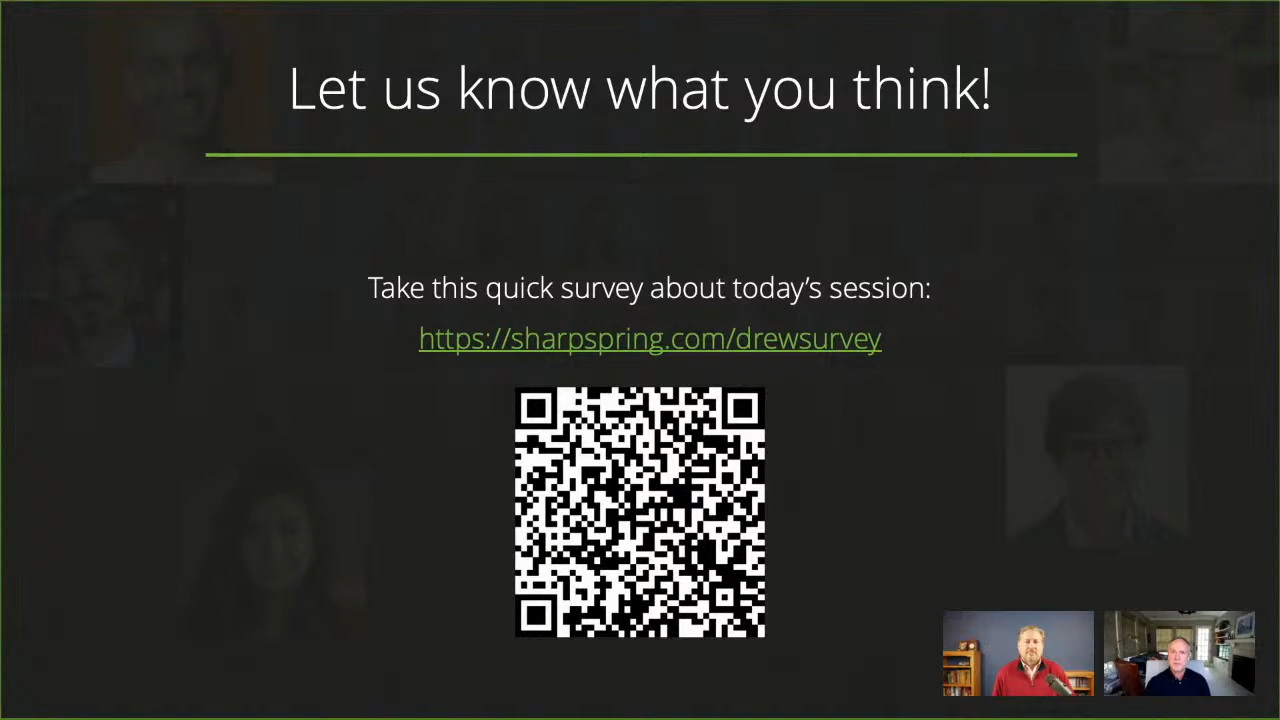 Let us know what you think!
Take this quick survey about today's session:
https://sharpspring.com/drewsurvey